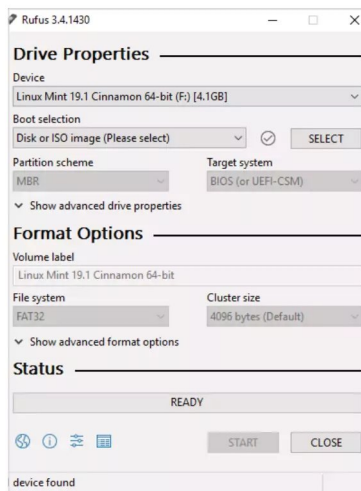 Rufus 3.4.1430
Drive Properties
Device
Linux Mint 19.1 Cinnamon 64-bit (F:) [4.1GB]
Boot selection
Disk or ISO image (Please select)
SELECT
Partition scheme
Target system
MBR
BIOS (or UEFI-CSM)
Show advanced drive properties
Format Options
Volume label
Linux Mint 19.1 Cinnamon 64-bit
File system
Cluster size
FAT32
4096 bytes (Default)
Show advanced format options
Status
READY
START
CLOSE
device found